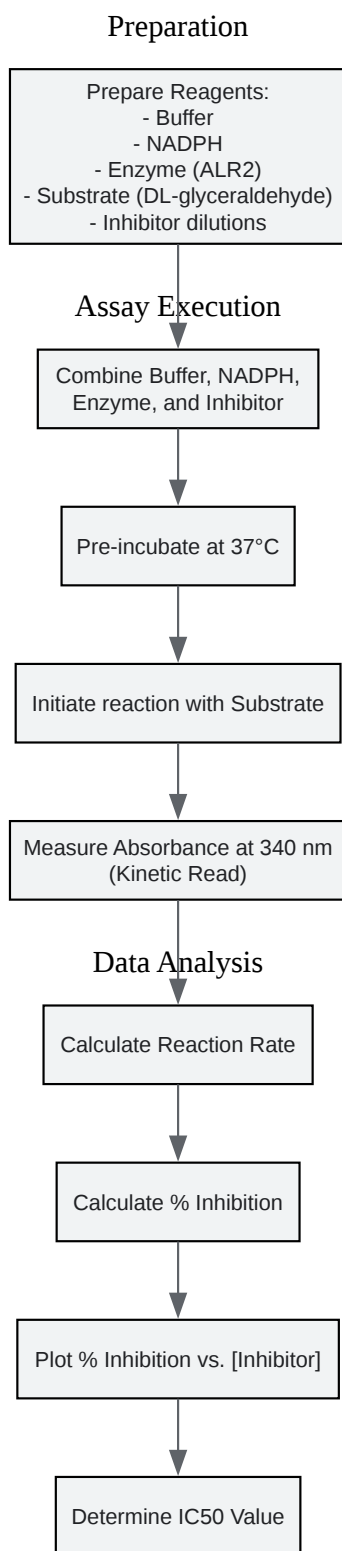 Preparation
Prepare Reagents:
- Buffer
- NADPH
- Enzyme (ALR2)
- Substrate (DL-glyceraldehyde)
- Inhibitor dilutions
Assay Execution
Combine Buffer, NADPH,
Enzyme, and Inhibitor
Pre-incubate at 37°C
Initiate reaction with Substrate
Measure Absorbance at 340 nm
(Kinetic Read)
Data Analysis
Calculate Reaction Rate
Calculate % Inhibition
Plot % Inhibition vs. [Inhibitor]
Determine IC50 Value